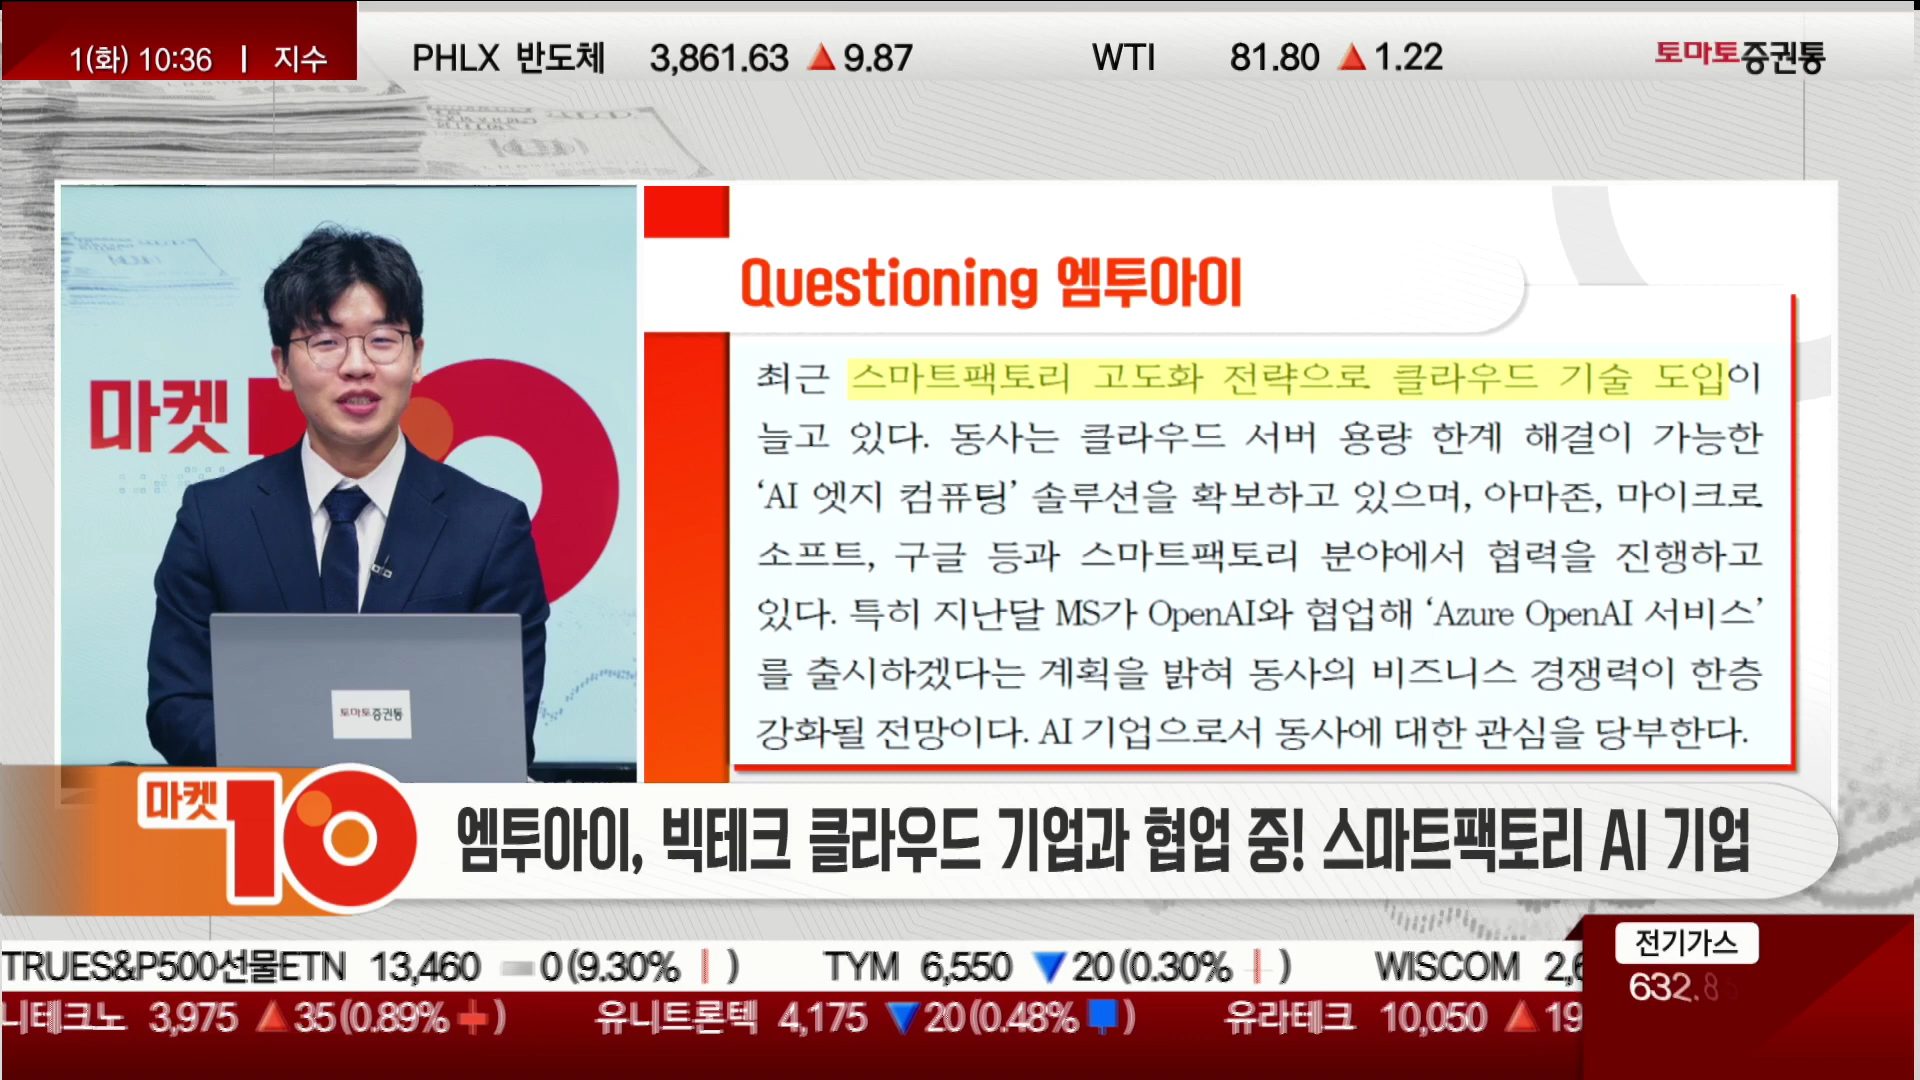 1(화) 10:36 | 지수
PHLX 반도체 3,861.63 ▲9.87 WTI 81.80 ▲1.22
토마토증권통
Questioning 엠투아이
마켓
최근 스마트팩토리 고도화 전략으로 클라우드 기술 도입이
늘고 있다. 동사는 클라우드 서버 용량 한계 해결이 가능한
‘AI 엣지 컴퓨팅’ 솔루션을 확보하고 있으며, 아마존, 마이크로
소프트, 구글 등과 스마트팩토리 분야에서 협력을 진행하고
있다. 특히 지난달 MS가 OpenAI와 협업해 ‘Azure OpenAI 서비스’
를 출시하겠다는 계획을 밝혀 동사의 비즈니스 경쟁력이 한층
강화될 전망이다. AI 기업으로서 동사에 대한 관심을 당부한다.
토마토증권통
마켓10
엠투아이, 빅테크 클라우드 기업과 협업 중! 스마트팩토리 AI 기업
TRUES&P500선물ETN 13,460 0(9.30%) TYM 6,550 ▼20(0.30%) WISCOM 2,6
전기가스
632.8
니테크노 3,975 ▲35(0.89%) 유니트론텍 4,175 ▼20(0.48%) 유라테크 10,050 ▲19